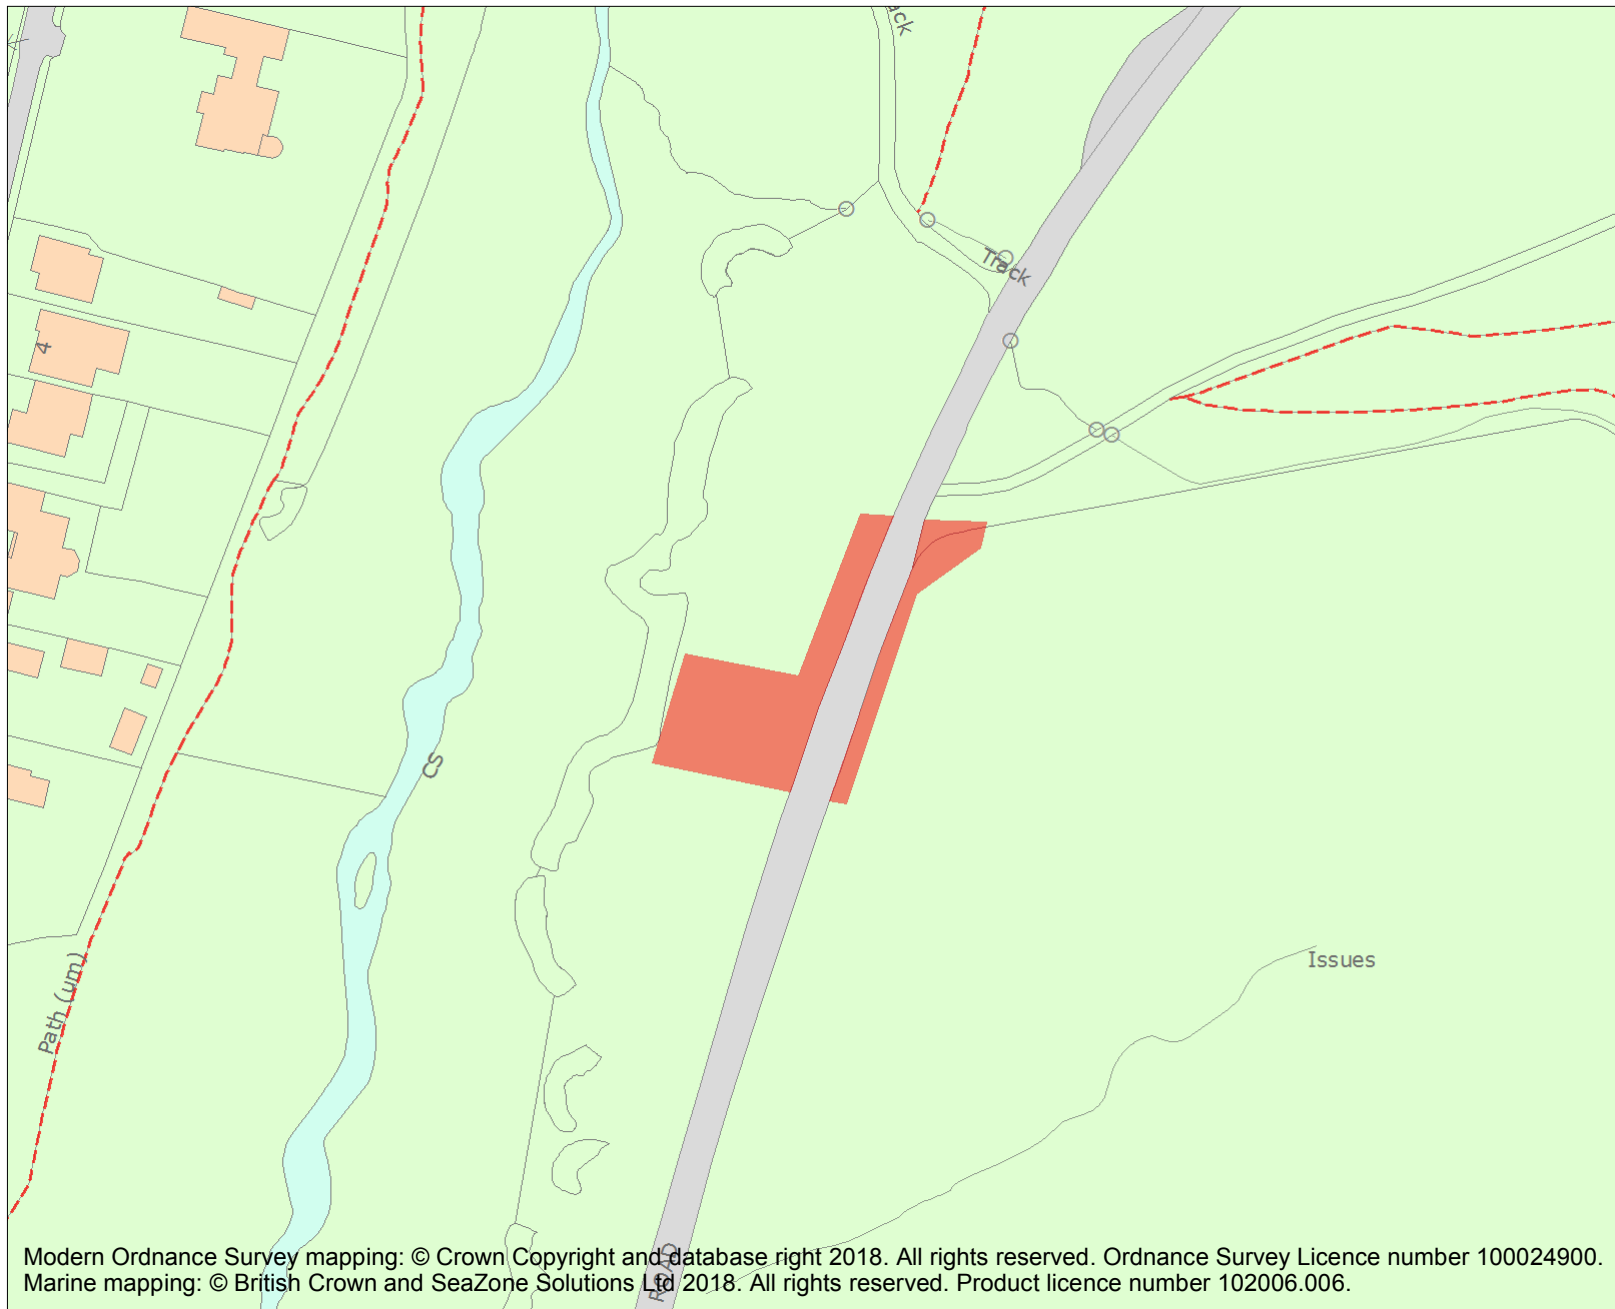 ack
Track
4
CS
Path (um)
Issues
ROAD
Modern Ordnance Survey mapping: © Crown Copyright and database right 2018. All rights reserved. Ordnance Survey Licence number 100024900.
Marine mapping: © British Crown and SeaZone Solutions Ltd 2018. All rights reserved. Product licence number 102006.006.